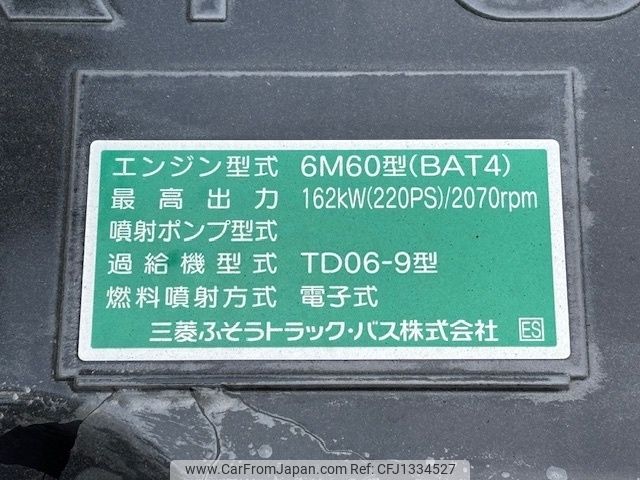 エンジン型式 6M60型(BAT4)
最高出力 162kW(220PS)/2070rpm
噴射ポンプ型式
過給機型式 TD06-9型
燃料噴射方式 電子式
三菱ふそうトラック・バス株式会社 ES
www.CarFromJapan.com Car ID: CFJ1334527